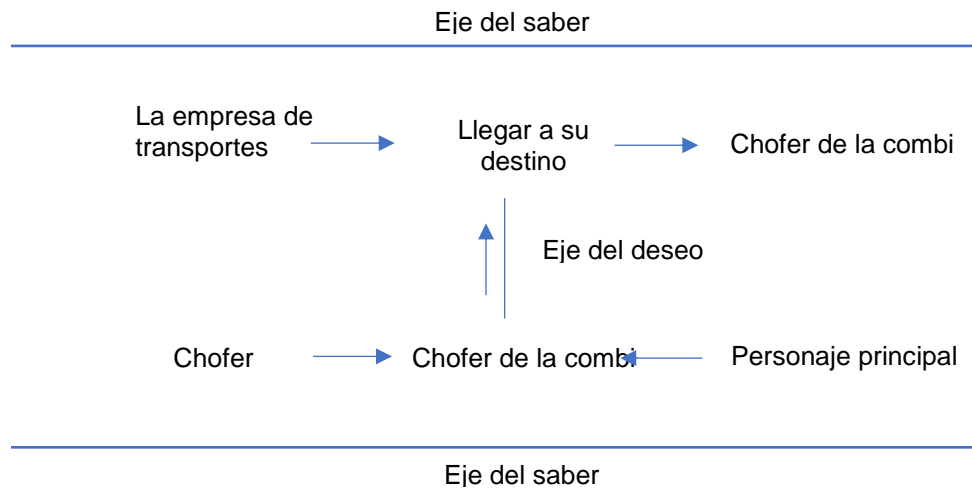 Eje del saber
La empresa de
transportes
Llegar a su
destino
Chofer de la combi
Eje del deseo
Chofer
Chofer de la combi
Personaje principal
Eje del saber